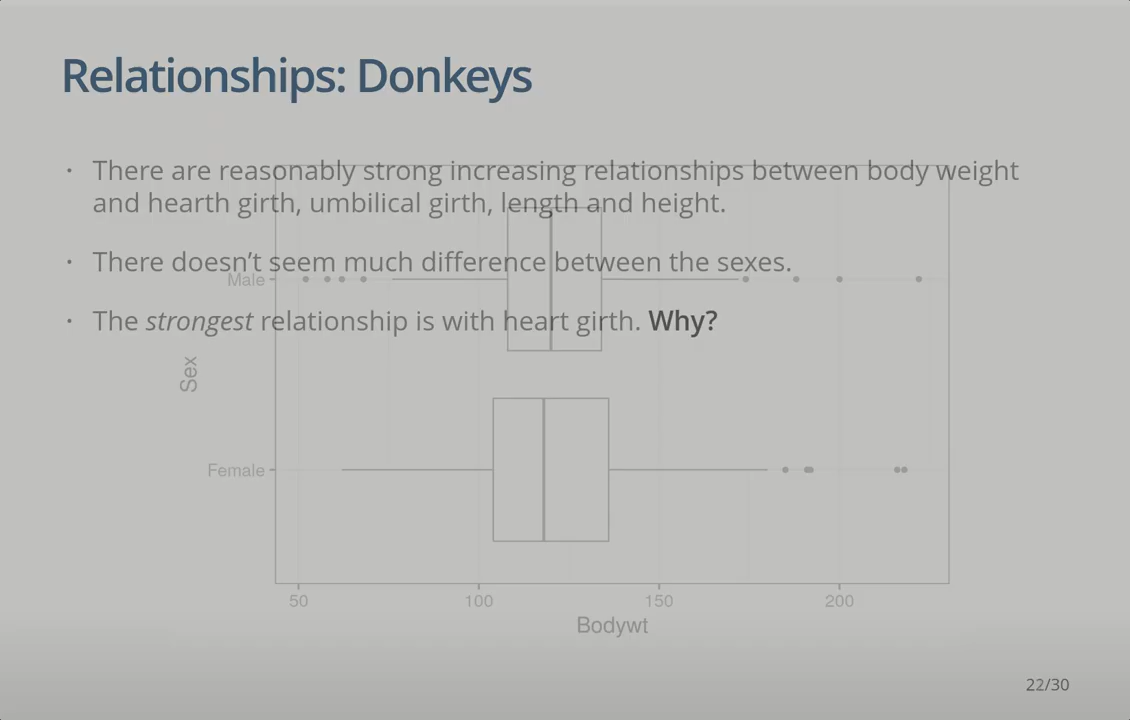 Relationships: Donkeys
· There are reasonably strong increasing relationships between body weight
and hearth girth, umbilical girth, length and height.
· There doesn’t seem much difference between the sexes.
Male
· The strongest relationship is with heart girth. Why?
Sex
Female
50 100 150 200
Bodywt
22/30